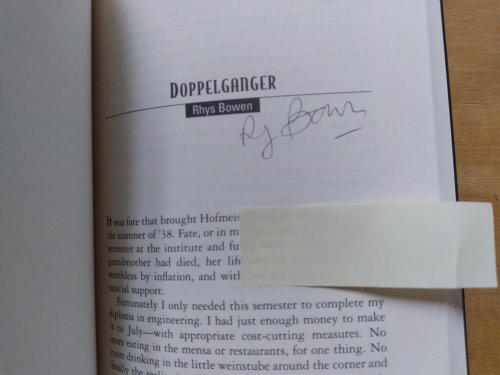 DOPPELGANGER
Rhys Bowen
IT was fate that brought Hofmeis
the summer of '38. Fate, or in m
semester at the institute and fu
grandmother had died, her life
worthless by inflation, and with
nancial support.
Fortunately I only needed this semester to complete my
diploma in engineering. I had just enough money to make
it to July—with appropriate cost-cutting measures. No
more eating in the mensa or restaurants, for one thing. No
more drinking in the little weinstube around the corner and
finally the